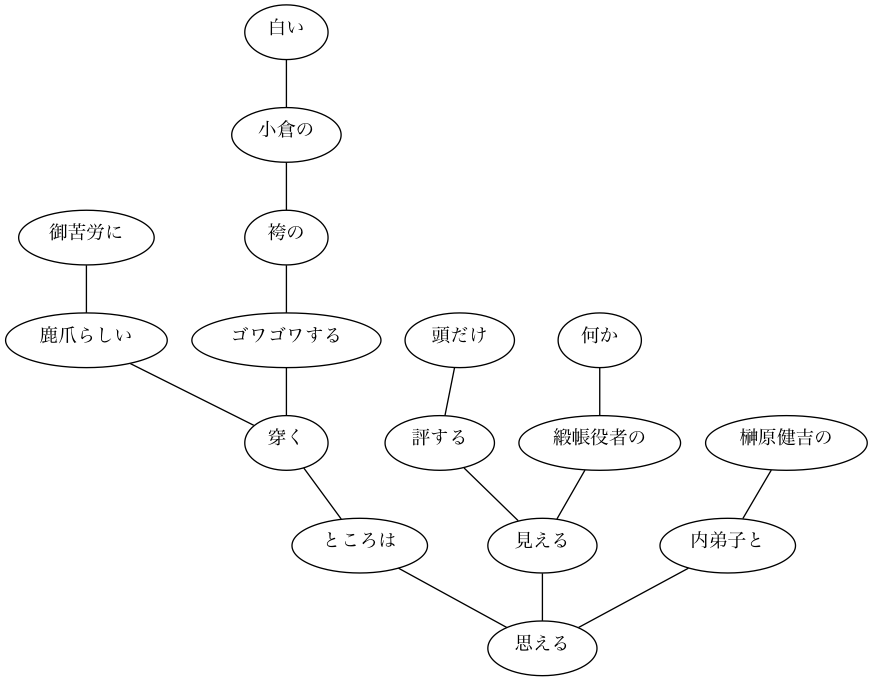 白い
小倉の
御苦労に
袴の
鹿爪らしい
ゴワゴワする
頭だけ
何か
穿く
評する
緞帳役者の
榊原健吉の
ところは
見える
内弟子と
思える